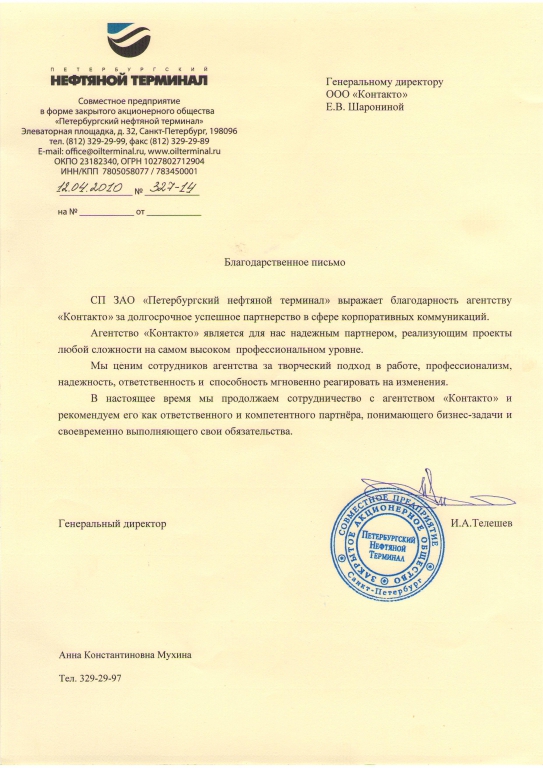 ПЕТЕРБУРГСКИЙ
НЕФТЯНОЙ ТЕРМИНАЛ
Совместное предприятие
в форме закрытого акционерного общества
«Петербургский нефтяной терминал»
Элеваторная площадка, д. 32, Санкт-Петербург, 198096
тел. (812) 329-29-99, факс (812) 329-29-89
E-mail: office@oilterminal.ru, www.oilterminal.ru
ОКПО 23182340, ОГРН 1027802712904
ИНН/КПП 7805058077 / 783450001
12.04.2010 № 327-14
на № ____________ от ____________
Генеральному директору
ООО «Контакто»
Е.В. Шарониной
Благодарственное письмо
СП ЗАО «Петербургский нефтяной терминал» выражает благодарность агентству
«Контакто» за долгосрочное успешное партнерство в сфере корпоративных коммуникаций.
Агентство «Контакто» является для нас надежным партнером, реализующим проекты
любой сложности на самом высоком профессиональном уровне.
Мы ценим сотрудников агентства за творческий подход в работе, профессионализм,
надежность, ответственность и способность мгновенно реагировать на изменения.
В настоящее время мы продолжаем сотрудничество с агентством «Контакто» и
рекомендуем его как ответственного и компетентного партнёра, понимающего бизнес-задачи и
своевременно выполняющего свои обязательства.
Генеральный директор
И.А.Телешев
СОВМЕСТНОЕ ПРЕДПРИЯТИЕ
ЗАКРЫТОЕ АКЦИОНЕРНОЕ ОБЩЕСТВО
ПЕТЕРБУРГСКИЙ
НЕФТЯНОЙ
ТЕРМИНАЛ
Санкт-Петербург
Анна Константиновна Мухина
Тел. 329-29-97